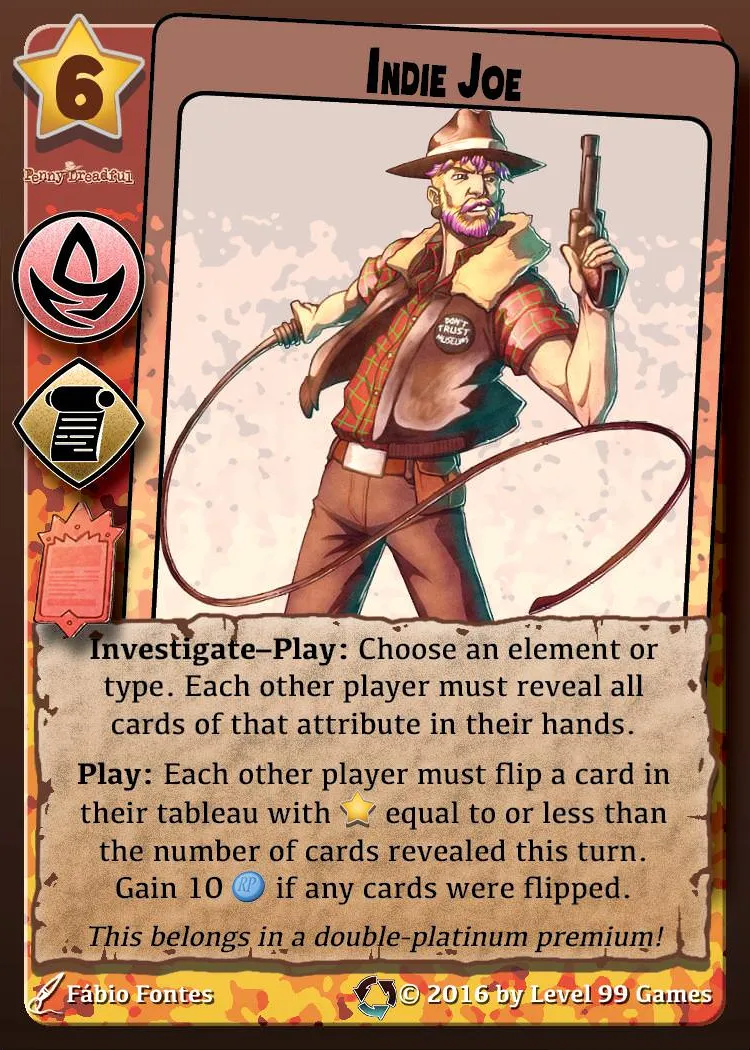 6
INDIE JOE
Penny Dreadful
DON'T
TRUST
MUSEUMS
Investigate–Play: Choose an element or
type. Each other player must reveal all
cards of that attribute in their hands.
Play: Each other player must flip a card in
their tableau with equal to or less than
the number of cards revealed this turn.
Gain 10 RP if any cards were flipped.
This belongs in a double-platinum premium!
Fábio Fontes
© 2016 by Level 99 Games